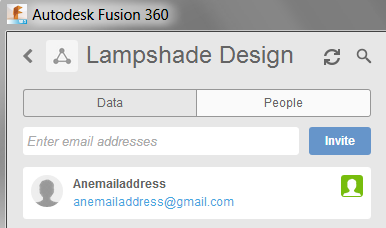 Autodesk Fusion 360
Lampshade Design
Data People
Enter email addresses Invite
Anemailaddress
anemailaddress@gmail.com